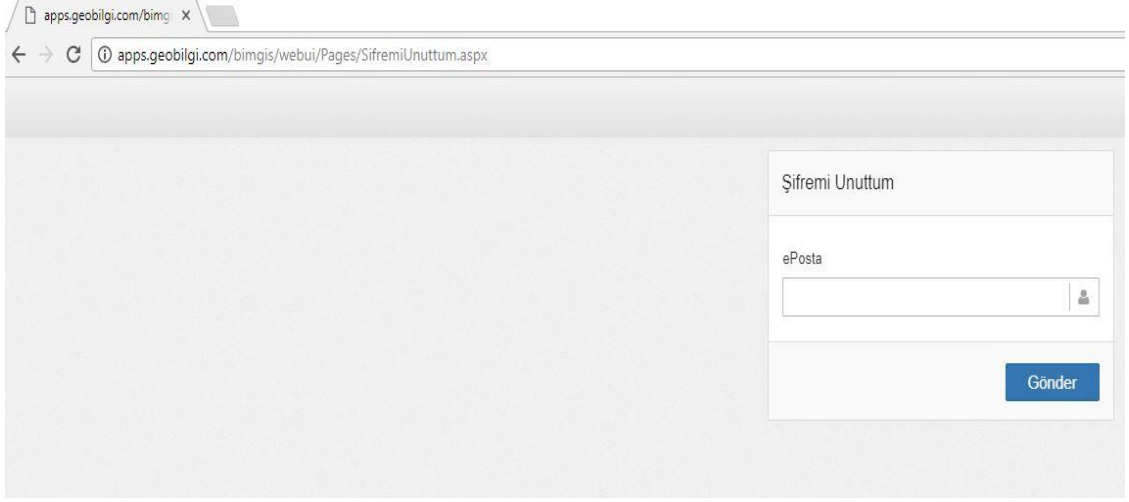 apps.geobilgi.com/bimgi
apps.geobilgi.com/bimgis/webui/Pages/SifremiUnuttum.aspx
Şifremi Unuttum
ePosta
Gönder